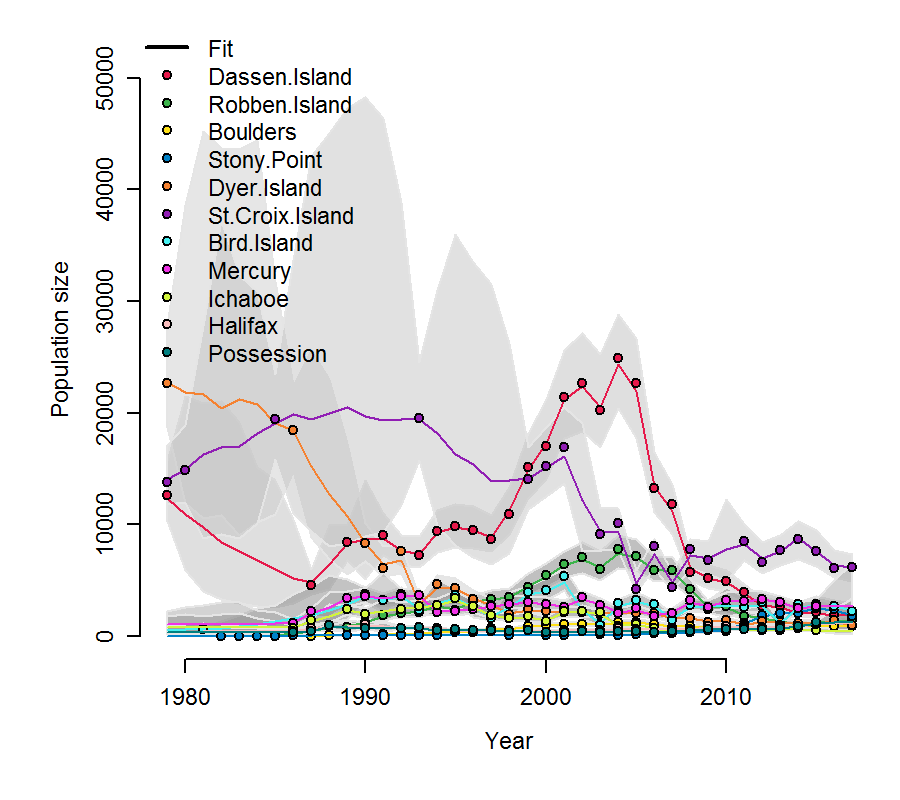 Fit
Dassen.Island
Robben.Island
Boulders
Stony.Point
Dyer.Island
St.Croix.Island
Bird.Island
Mercury
Ichaboe
Halifax
Possession
Population size
50000
40000
30000
20000
10000
0
1980 1990 2000 2010
Year